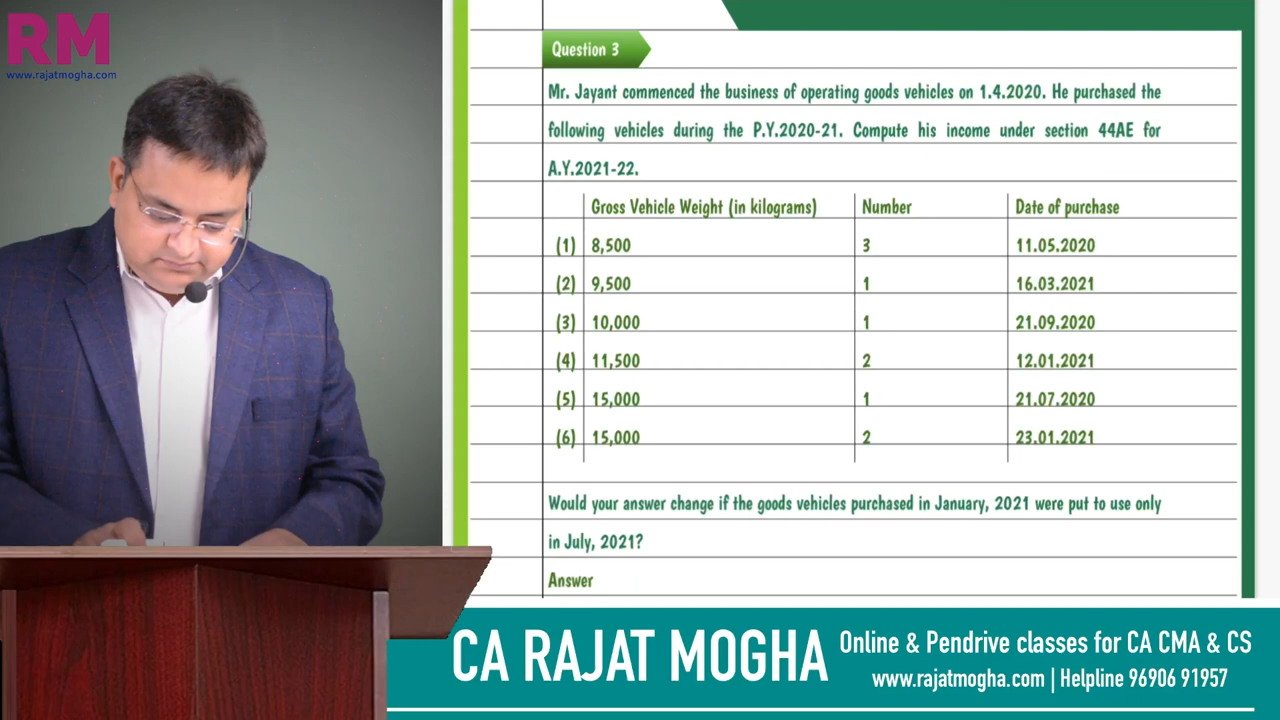 RM
www.rajatmogha.com
Question 3
Mr. Jayant commenced the business of operating goods vehicles on 1.4.2020. He purchased the
following vehicles during the P.Y.2020-21. Compute his income under section 44AE for
A.Y.2021-22.
Gross Vehicle Weight (in kilograms) Number Date of purchase
(1) 8,500 3 11.05.2020
(2) 9,500 1 16.03.2021
(3) 10,000 1 21.09.2020
(4) 11,500 2 12.01.2021
(5) 15,000 1 21.07.2020
(6) 15,000 2 23.01.2021
Would your answer change if the goods vehicles purchased in January, 2021 were put to use only
in July, 2021?
Answer
CA RAJAT MOGHA
Online & Pendrive classes for CA CMA & CS
www.rajatmogha.com | Helpline 96906 91957